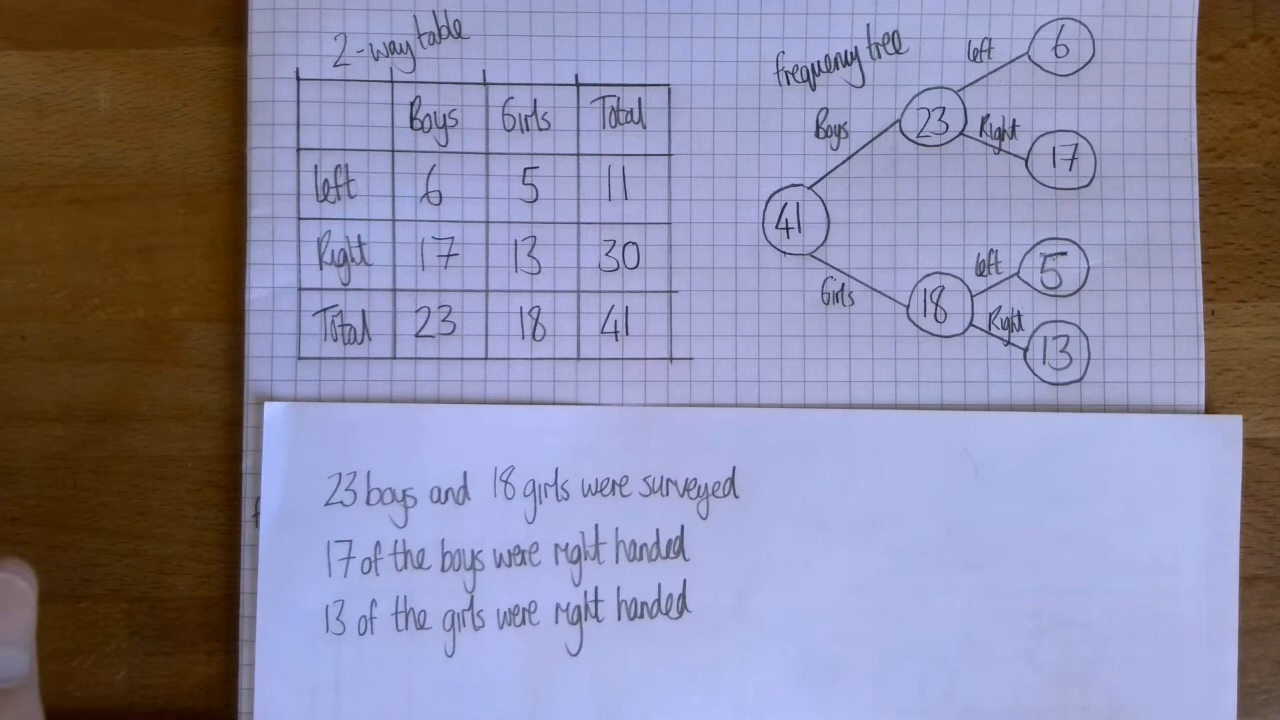 2-way table
Boys Girls Total
left 6 5 11
Right 17 13 30
Total 23 18 41
frequency tree
41
Boys
23
left
6
Right
17
Girls
18
left
5
Right
13
23 boys and 18 girls were surveyed
17 of the boys were right handed
13 of the girls were right handed